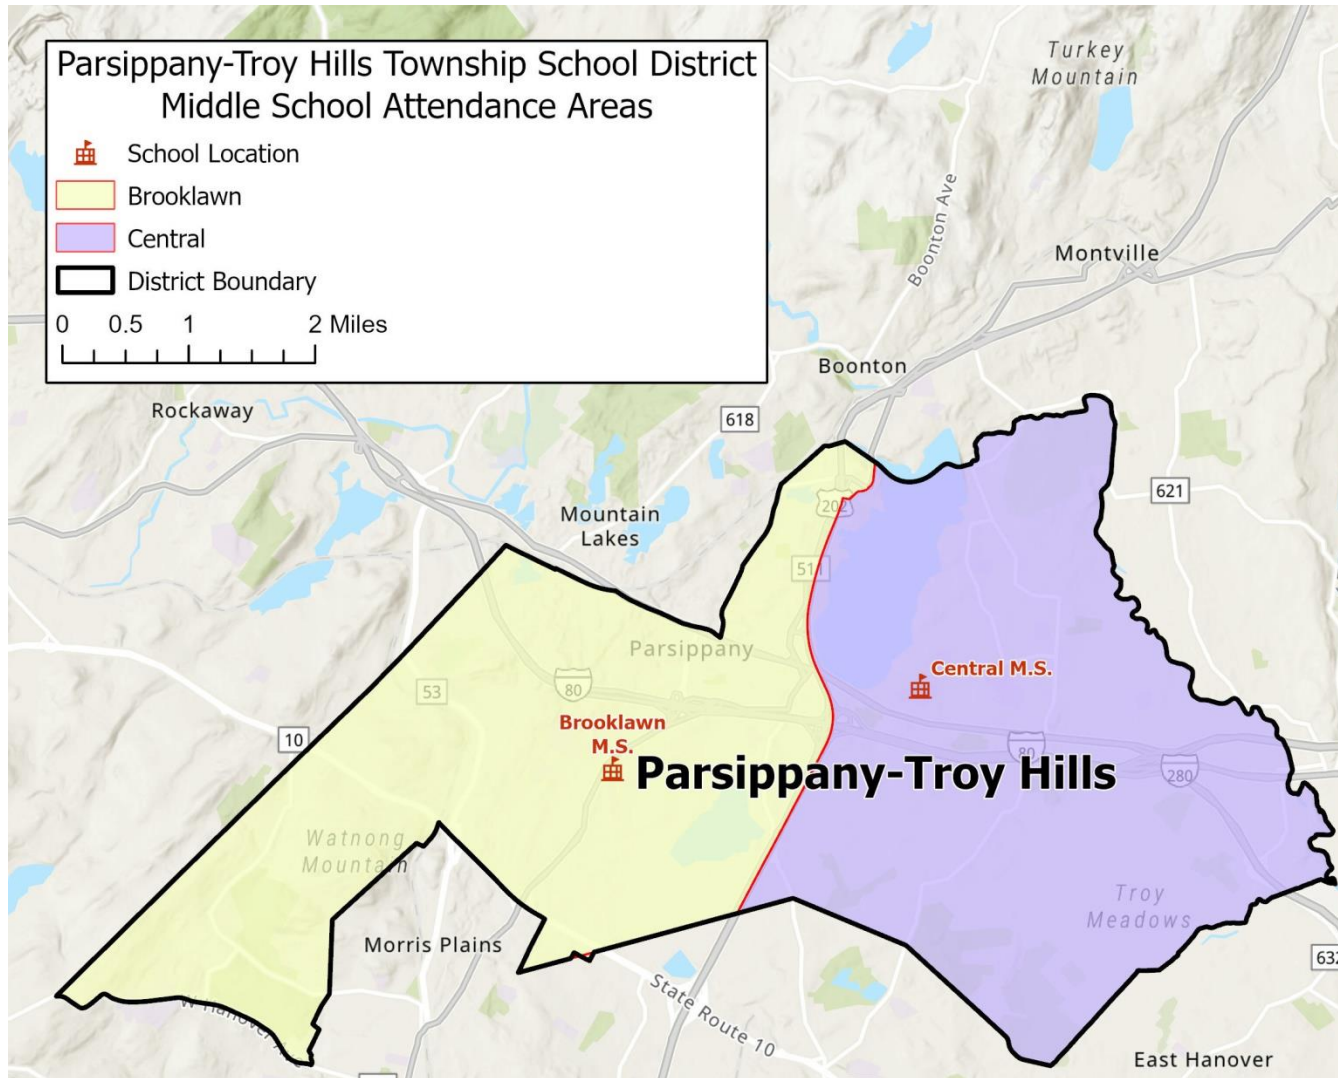 Parsippany-Troy Hills Township School District
Middle School Attendance Areas
School Location
Brooklawn
Central
District Boundary
0 0.5 1 2 Miles
Turkey
Mountain
Boonton Ave
Montville
Boonton
Rockaway
618
621
202
Mountain
Lakes
511
Parsippany
53
80
Central M.S.
10
Brooklawn
M.S.
80
280
Parsippany-Troy Hills
Watnong
Mountain
Troy
Meadows
Morris Plains
632
State Route 10
East Hanover